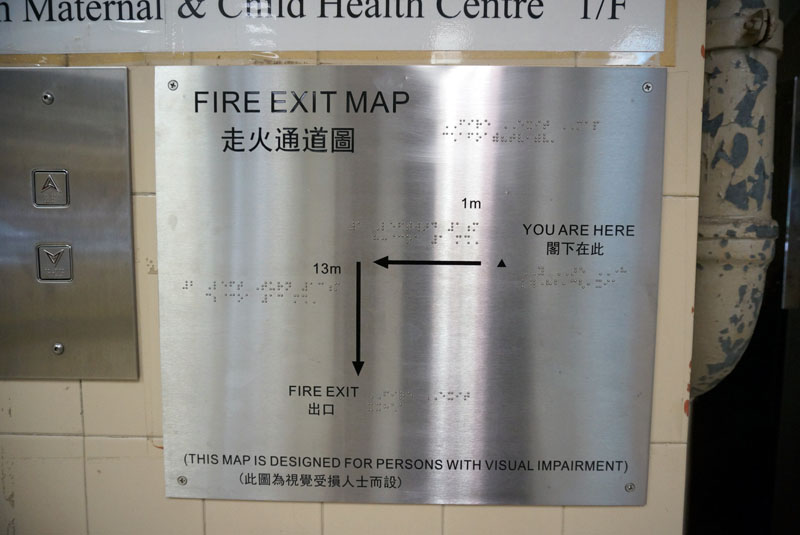 Maternal & Child Health Centre 1/F
FIRE EXIT MAP
走火通道圖
1m
YOU ARE HERE
閣下在此
13m
FIRE EXIT
出口
(THIS MAP IS DESIGNED FOR PERSONS WITH VISUAL IMPAIRMENT)
(此圖為視覺受損人士而設)